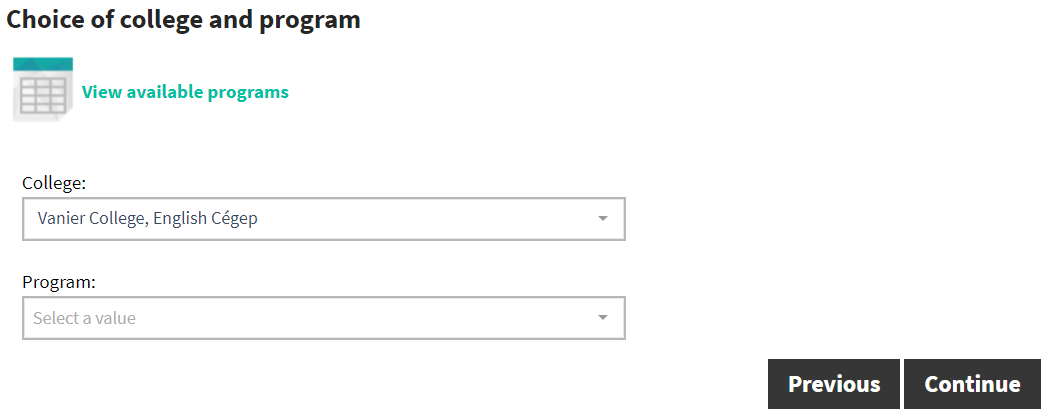 Choice of college and program
View available programs
College:
Vanier College, English Cégep
Program:
Select a value
Previous Continue